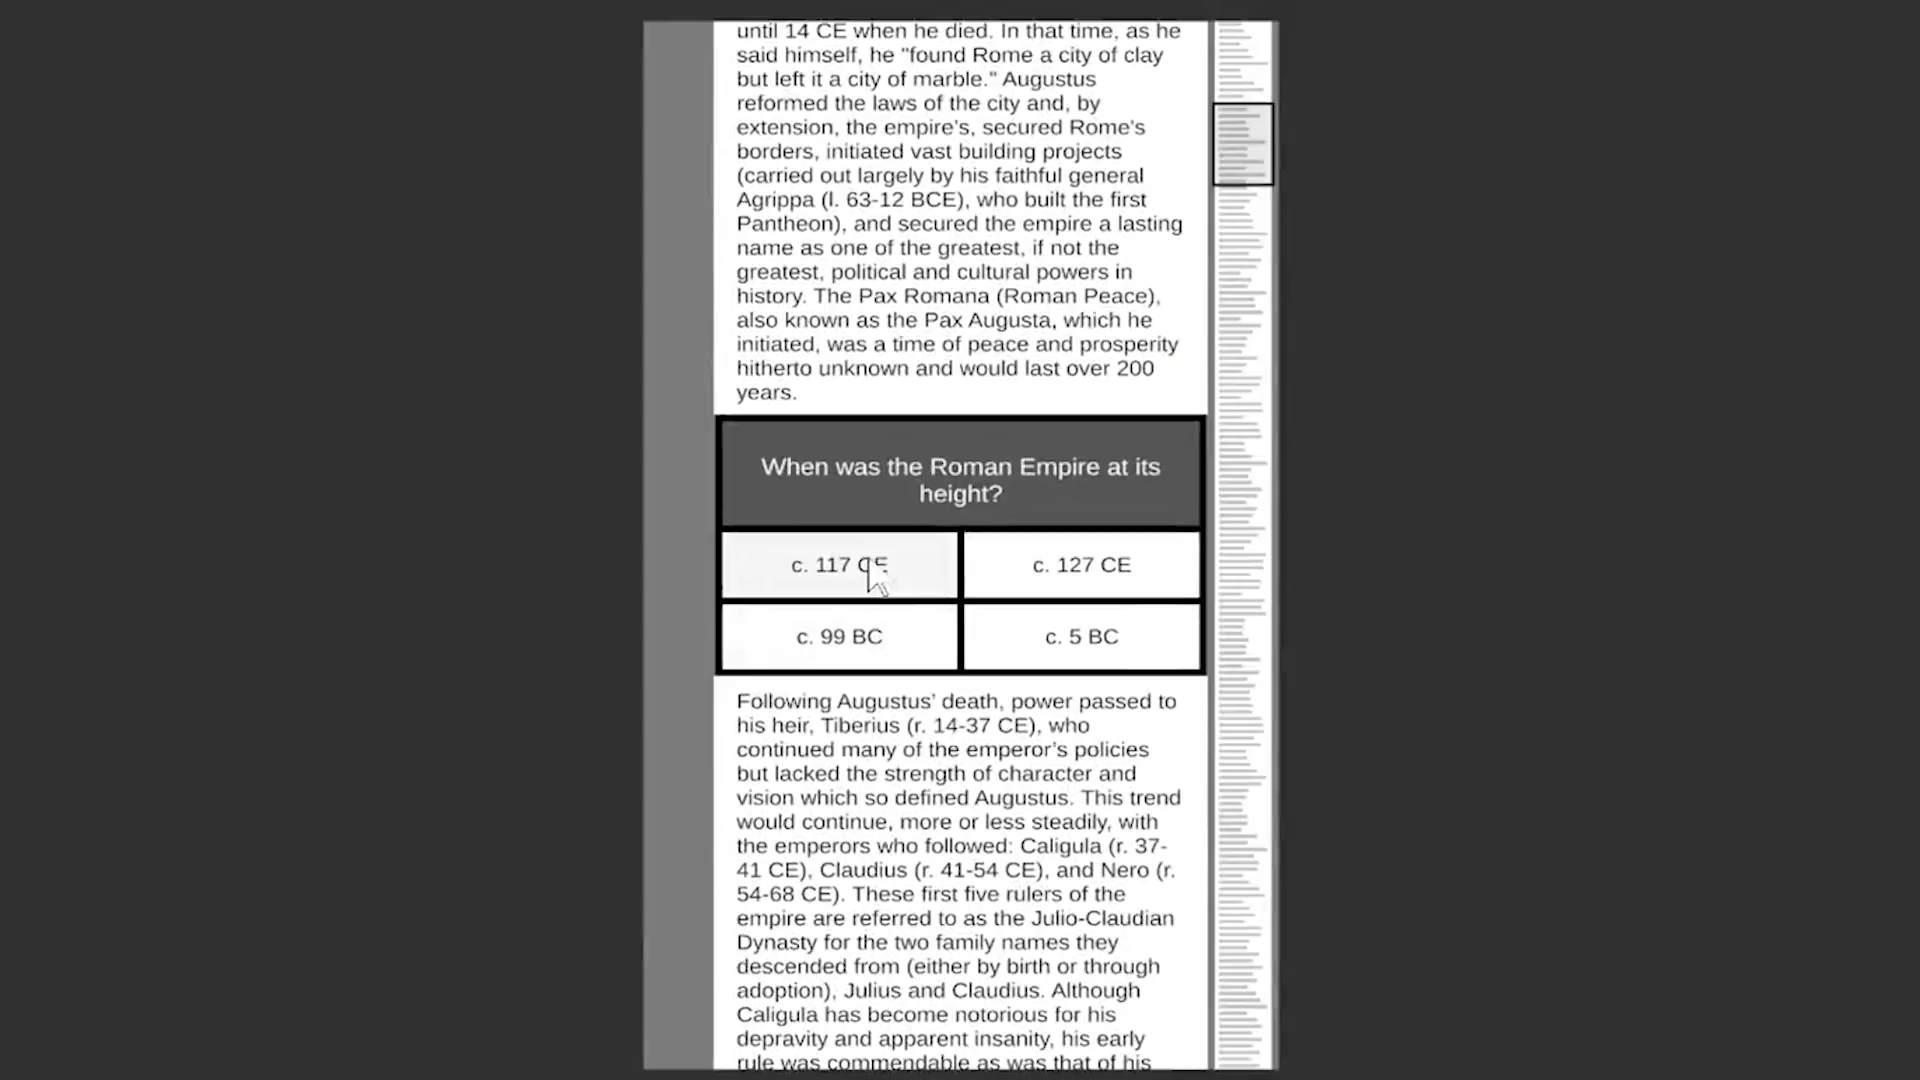 until 14 CE when he died. In that time, as he
said himself, he "found Rome a city of clay
but left it a city of marble." Augustus
reformed the laws of the city and, by
extension, the empire's, secured Rome's
borders, initiated vast building projects
(carried out largely by his faithful general
Agrippa (l. 63-12 BCE), who built the first
Pantheon), and secured the empire a lasting
name as one of the greatest, if not the
greatest, political and cultural powers in
history. The Pax Romana (Roman Peace),
also known as the Pax Augusta, which he
initiated, was a time of peace and prosperity
hitherto unknown and would last over 200
years.
When was the Roman Empire at its
height?
c. 117 CE
c. 127 CE
c. 99 BC
c. 5 BC
Following Augustus’ death, power passed to
his heir, Tiberius (r. 14-37 CE), who
continued many of the emperor’s policies
but lacked the strength of character and
vision which so defined Augustus. This trend
would continue, more or less steadily, with
the emperors who followed: Caligula (r. 37-
41 CE), Claudius (r. 41-54 CE), and Nero (r.
54-68 CE). These first five rulers of the
empire are referred to as the Julio-Claudian
Dynasty for the two family names they
descended from (either by birth or through
adoption), Julius and Claudius. Although
Caligula has become notorious for his
depravity and apparent insanity, his early
rule was commendable as was that of his